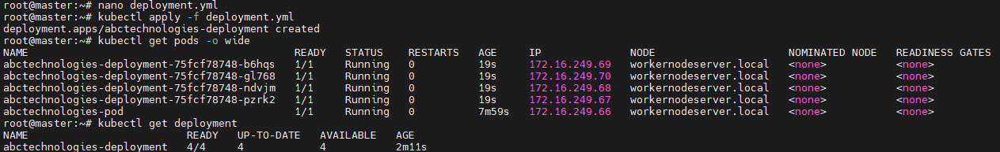 root@master:~# nano deployment.yml
root@master:~# kubectl apply -f deployment.yml
deployment.apps/abctechnologies-deployment created
root@master:~# kubectl get pods -o wide
NAME READY STATUS RESTARTS AGE IP NODE NOMINATED NODE READINESS GATES
abctechnologies-deployment-75fcf78748-b6hqs 1/1 Running 0 19s 172.16.249.69 workernodeserver.local <none> <none>
abctechnologies-deployment-75fcf78748-gl768 1/1 Running 0 19s 172.16.249.70 workernodeserver.local <none> <none>
abctechnologies-deployment-75fcf78748-ndvjm 1/1 Running 0 19s 172.16.249.68 workernodeserver.local <none> <none>
abctechnologies-deployment-75fcf78748-pzrk2 1/1 Running 0 19s 172.16.249.67 workernodeserver.local <none> <none>
abctechnologies-pod 1/1 Running 0 7m59s 172.16.249.66 workernodeserver.local <none> <none>
root@master:~# kubectl get deployment
NAME READY UP-TO-DATE AVAILABLE AGE
abctechnologies-deployment 4/4 4 4 2m11s